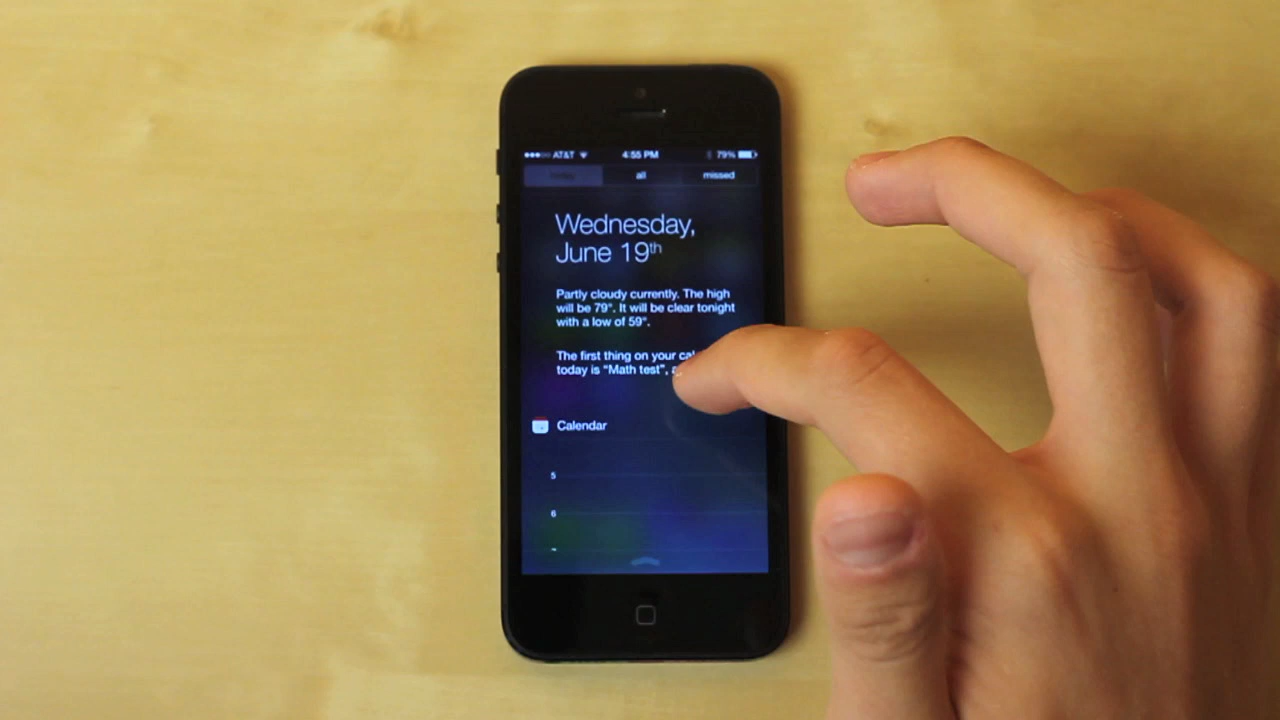 AT&T 4:55 PM 79%
today all missed
Wednesday,
June 19th
Partly cloudy currently. The high
will be 79°. It will be clear tonight
with a low of 59°.
The first thing on your
today is “Math test”,
Calendar
5
6